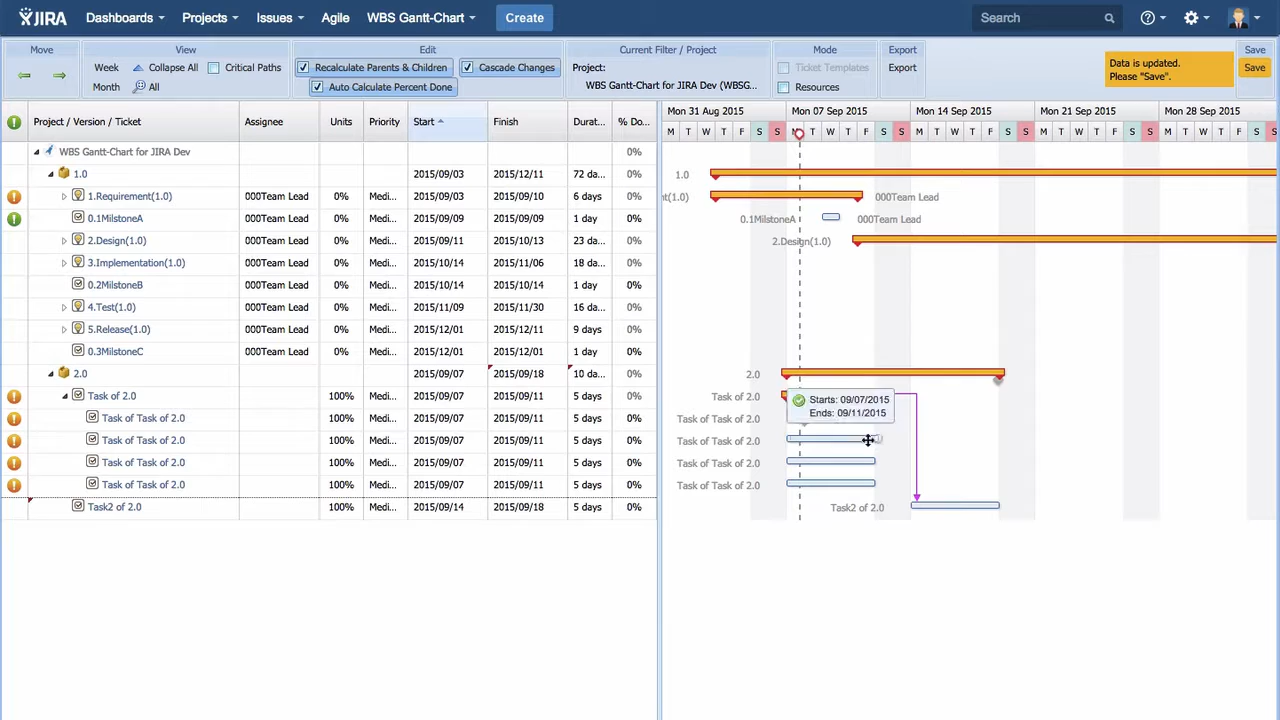 JIRA Dashboards Projects Issues Agile WBS Gantt-Chart Create Search
Move View Edit Current Filter / Project Mode Export Save
Week Collapse All Critical Paths Recalculate Parents & Children Cascade Changes Project: Ticket Templates Export Data is updated. Save
Please "Save".
Month All Auto Calculate Percent Done WBS Gantt-Chart for JIRA Dev (WBSG... Resources
Mon 31 Aug 2015 Mon 07 Sep 2015 Mon 14 Sep 2015 Mon 21 Sep 2015 Mon 28 Sep 2015
Project / Version / Ticket Assignee Units Priority Start Finish Durat... % Do...
M T W T F S S M T W T F S S M T W T F S S M T W T F S S M T W T F S S
WBS Gantt-Chart for JIRA Dev 0%
1.0 2015/09/03 2015/12/11 72 da... 0% 1.0
1.Requirement(1.0) 000Team Lead 0% Medi... 2015/09/03 2015/09/10 6 days 0% nt(1.0) 000Team Lead
0.1MilstoneA 000Team Lead 0% Medi... 2015/09/09 2015/09/09 1 day 0% 0.1MilstoneA 000Team Lead
2.Design(1.0) 000Team Lead 0% Medi... 2015/09/11 2015/10/13 23 da... 0% 2.Design(1.0)
3.Implementation(1.0) 000Team Lead 0% Medi... 2015/10/14 2015/11/06 18 da... 0%
0.2MilstoneB 000Team Lead 0% Medi... 2015/10/14 2015/10/14 1 day 0%
4.Test(1.0) 000Team Lead 0% Medi... 2015/11/09 2015/11/30 16 da... 0%
5.Release(1.0) 000Team Lead 0% Medi... 2015/12/01 2015/12/11 9 days 0%
0.3MilstoneC 000Team Lead 0% Medi... 2015/12/01 2015/12/01 1 day 0%
2.0 2015/09/07 2015/09/18 10 da... 0% 2.0
Task of 2.0 100% Medi... 2015/09/07 2015/09/11 5 days 0% Task of 2.0 Starts: 09/07/2015
Ends: 09/11/2015
Task of Task of 2.0 100% Medi... 2015/09/07 2015/09/11 5 days 0% Task of Task of 2.0
Task of Task of 2.0 100% Medi... 2015/09/07 2015/09/11 5 days 0% Task of Task of 2.0
Task of Task of 2.0 100% Medi... 2015/09/07 2015/09/11 5 days 0% Task of Task of 2.0
Task of Task of 2.0 100% Medi... 2015/09/07 2015/09/11 5 days 0% Task of Task of 2.0
Task2 of 2.0 100% Medi... 2015/09/14 2015/09/18 5 days 0% Task2 of 2.0